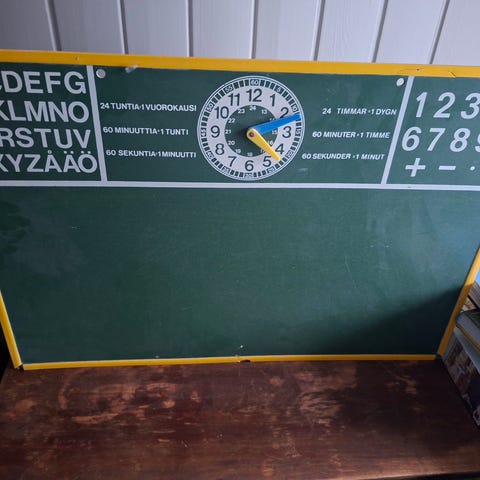 CDEFG
KLMNO
RSTUV
XYZÅÄÖ
24 TUNTIA·1 VUOROKAUSI
60 MINUUTTIA·1 TUNTI
60 SEKUNTIA·1 MINUUTTI
12
1
2
3
4
5
6
7
8
9
10
11
24 TIMMAR·1 DYGN
60 MINUTER·1 TIMME
60 SEKUNDER·1 MINUT
123
789
6789
+ − ·